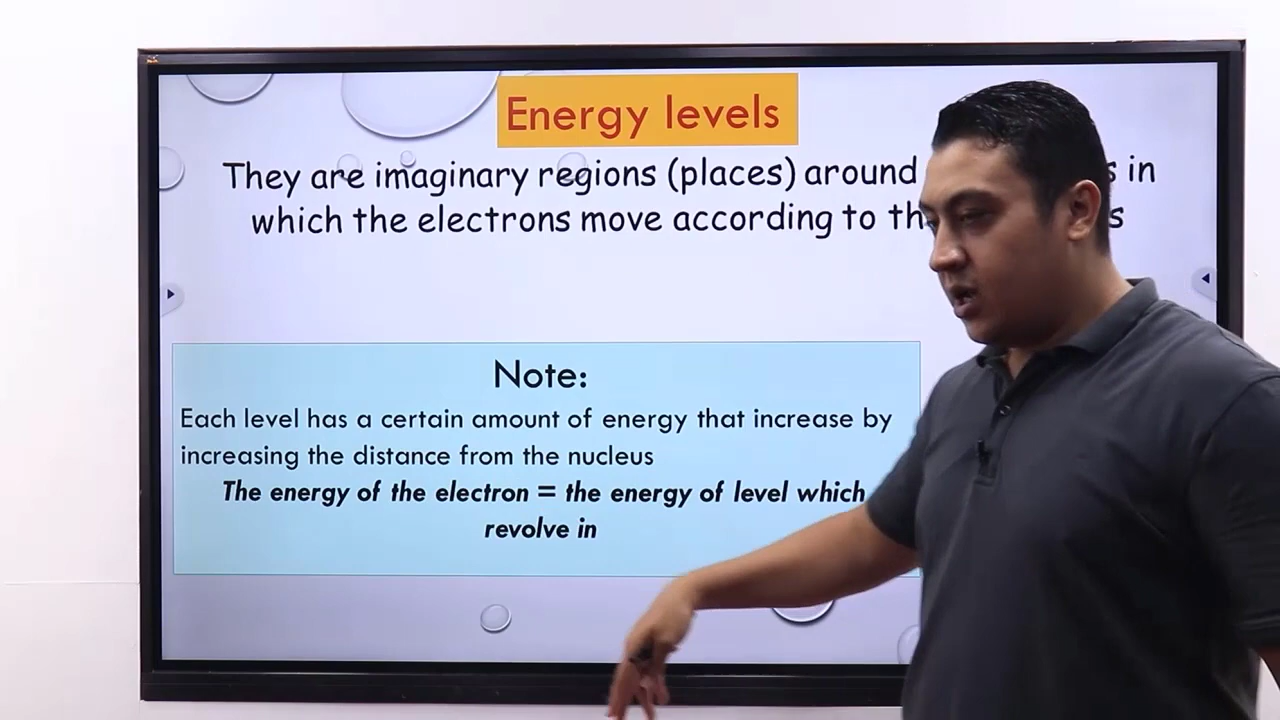 Energy levels
They are imaginary regions (places) around in
which the electrons move according to
Note:
Each level has a certain amount of energy that increase by
increasing the distance from the nucleus
The energy of the electron = the energy of level which
revolve in